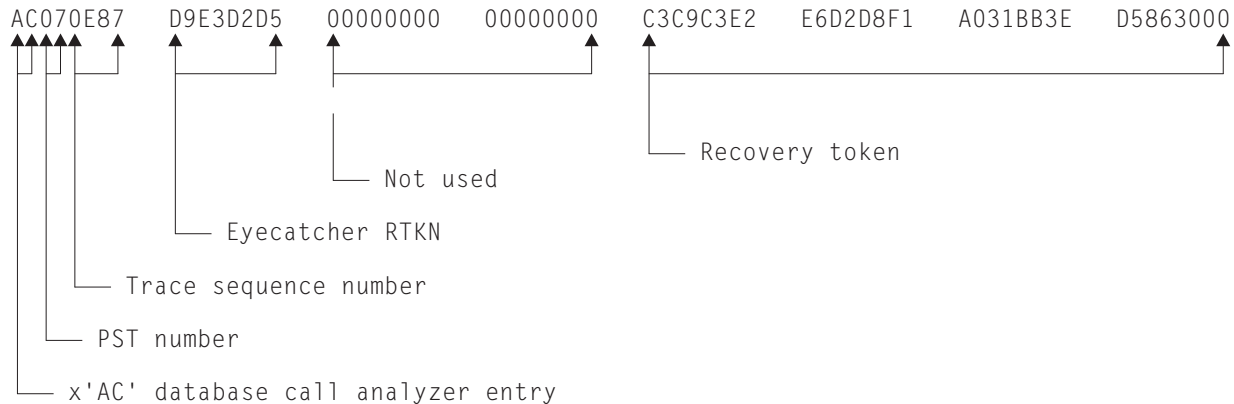 AC070E87 D9E3D2D5 00000000 00000000 C3C9C3E2 E6D2D8F1 A031BB3E D5863000
Recovery token
Not used
Eyecatcher RTKN
Trace sequence number
PST number
x'AC' database call analyzer entry